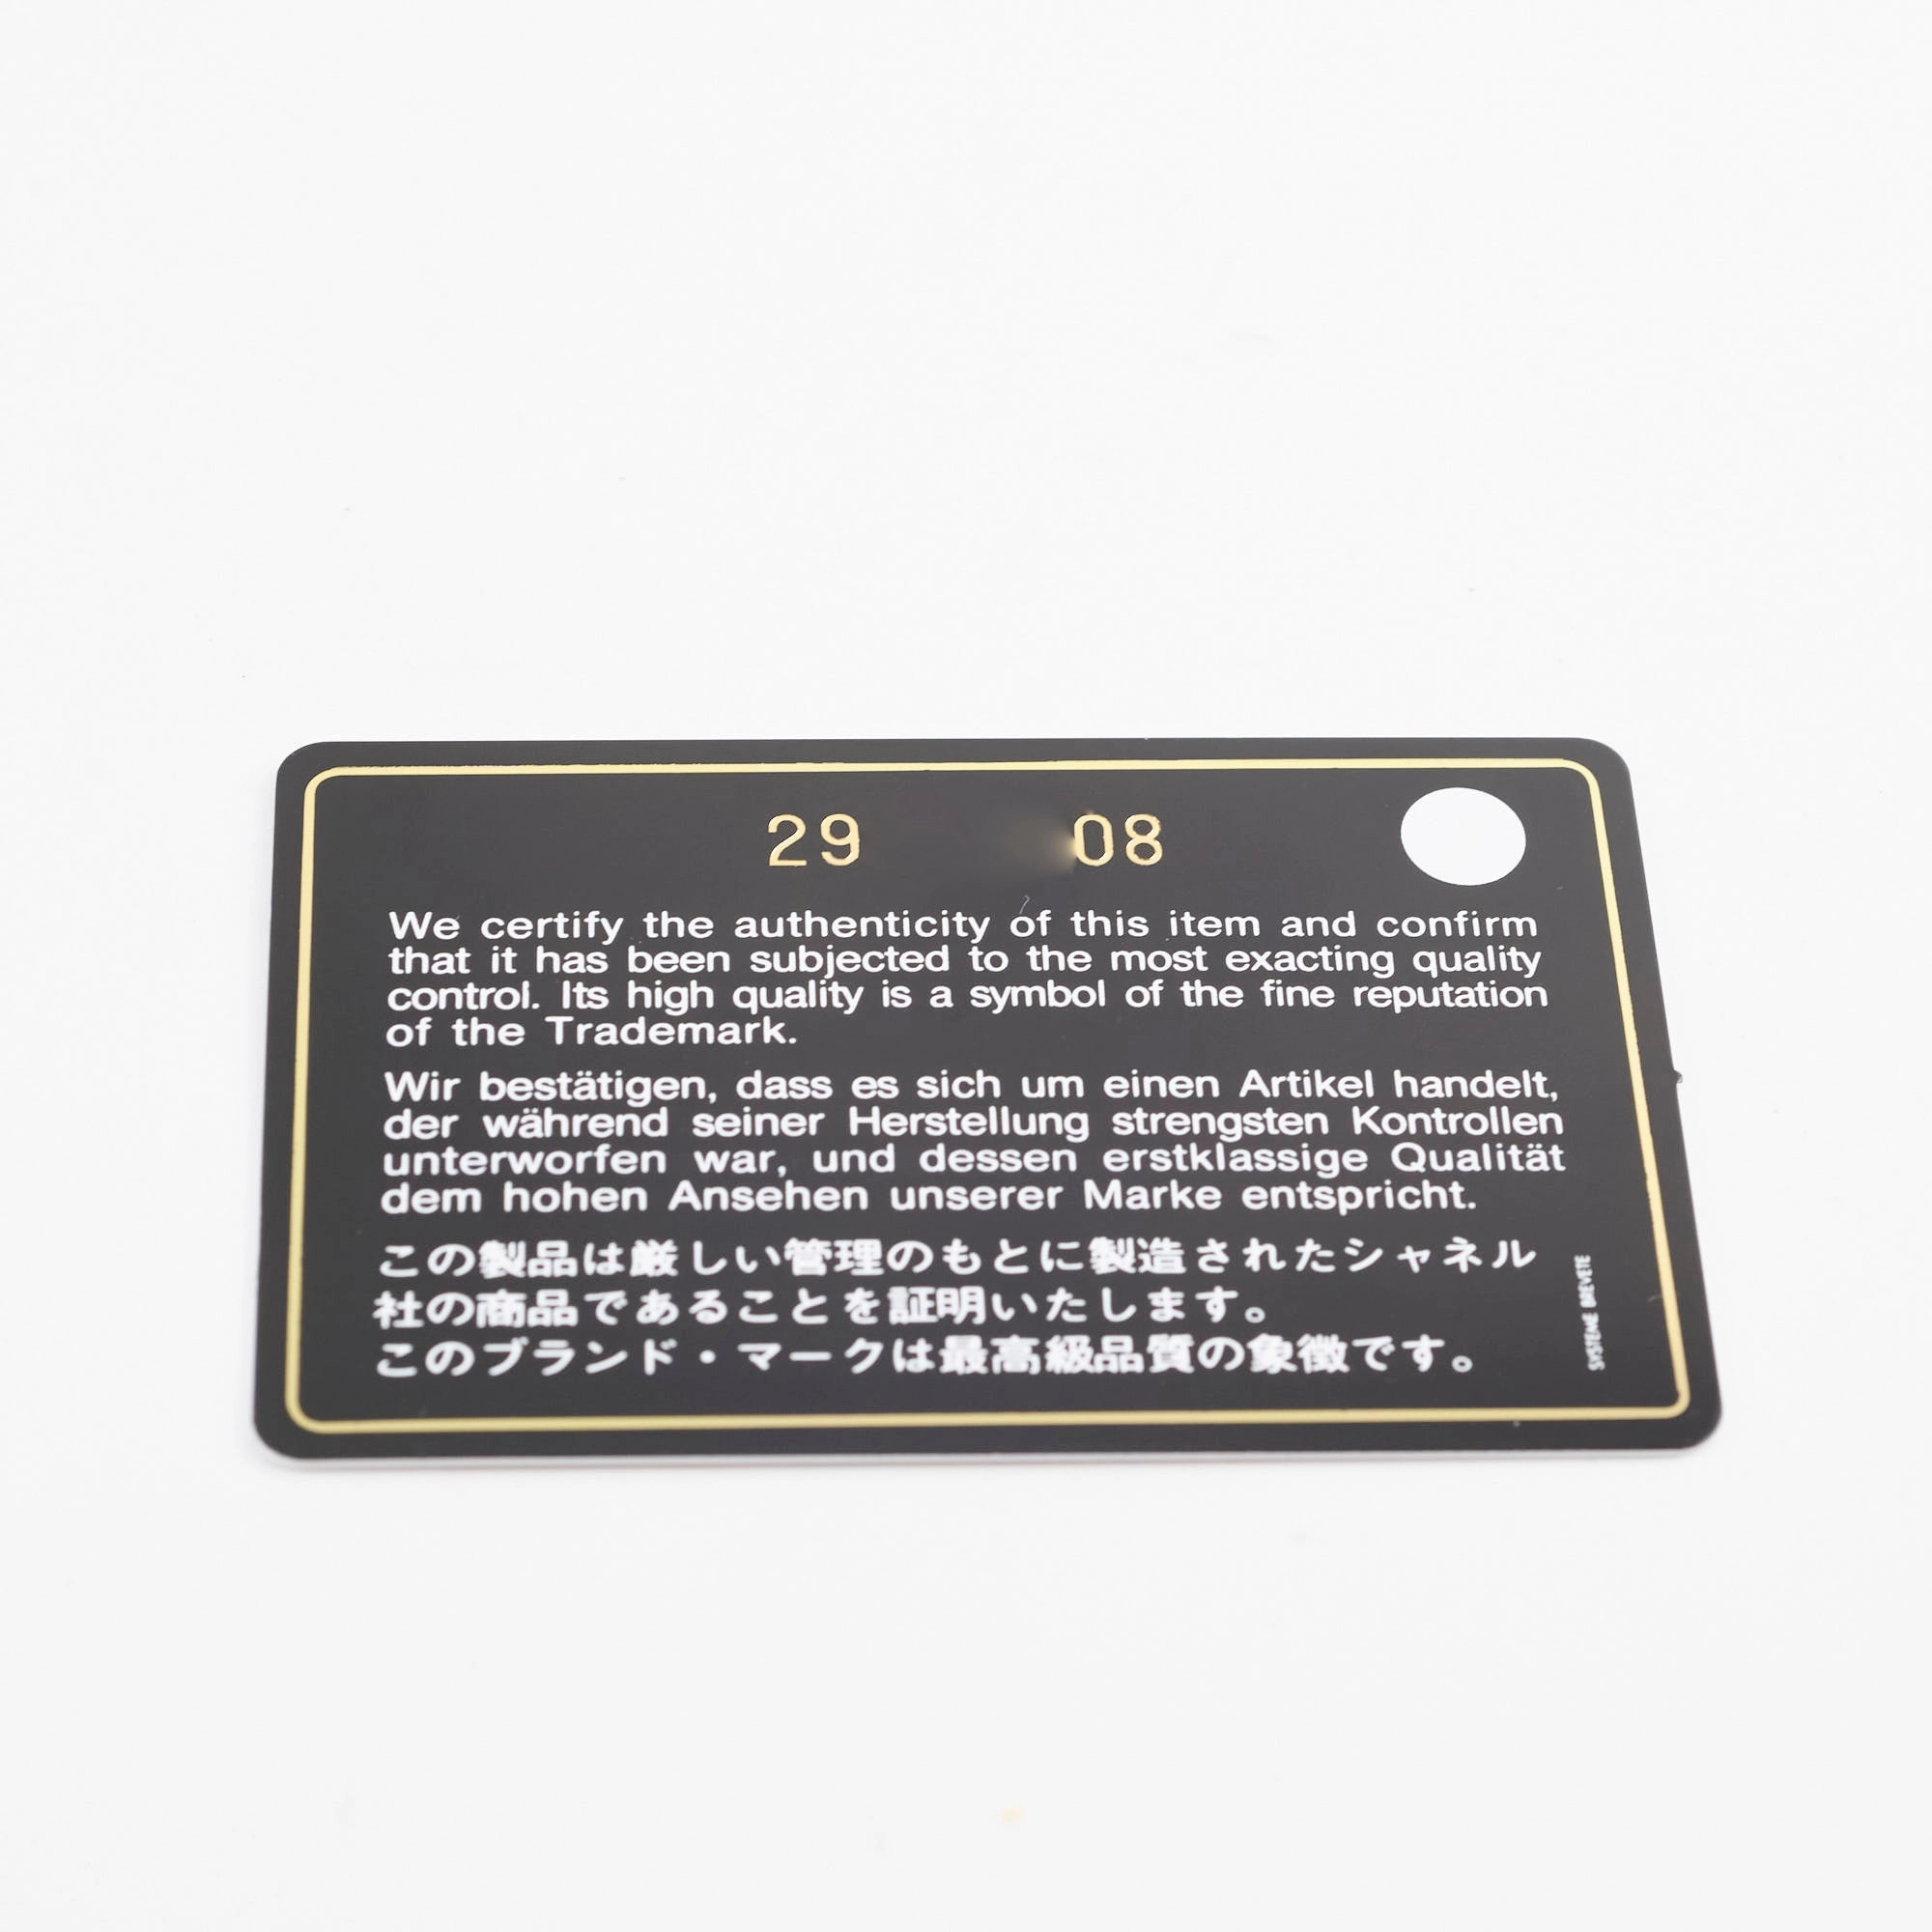 29 08
We certify the authenticity of this item and confirm
that it has been subjected to the most exacting quality
control. Its high quality is a symbol of the fine reputation
of the Trademark.
Wir bestätigen, dass es sich um einen Artikel handelt,
der während seiner Herstellung strengsten Kontrollen
unterworfen war, und dessen erstklassige Qualität
dem hohen Ansehen unserer Marke entspricht.
この製品は厳しい管理のもとに製造されたシャネル
社の商品であることを証明いたします。
このブランド・マークは最高級品質の象徴です。
SYSTEME BREVETE